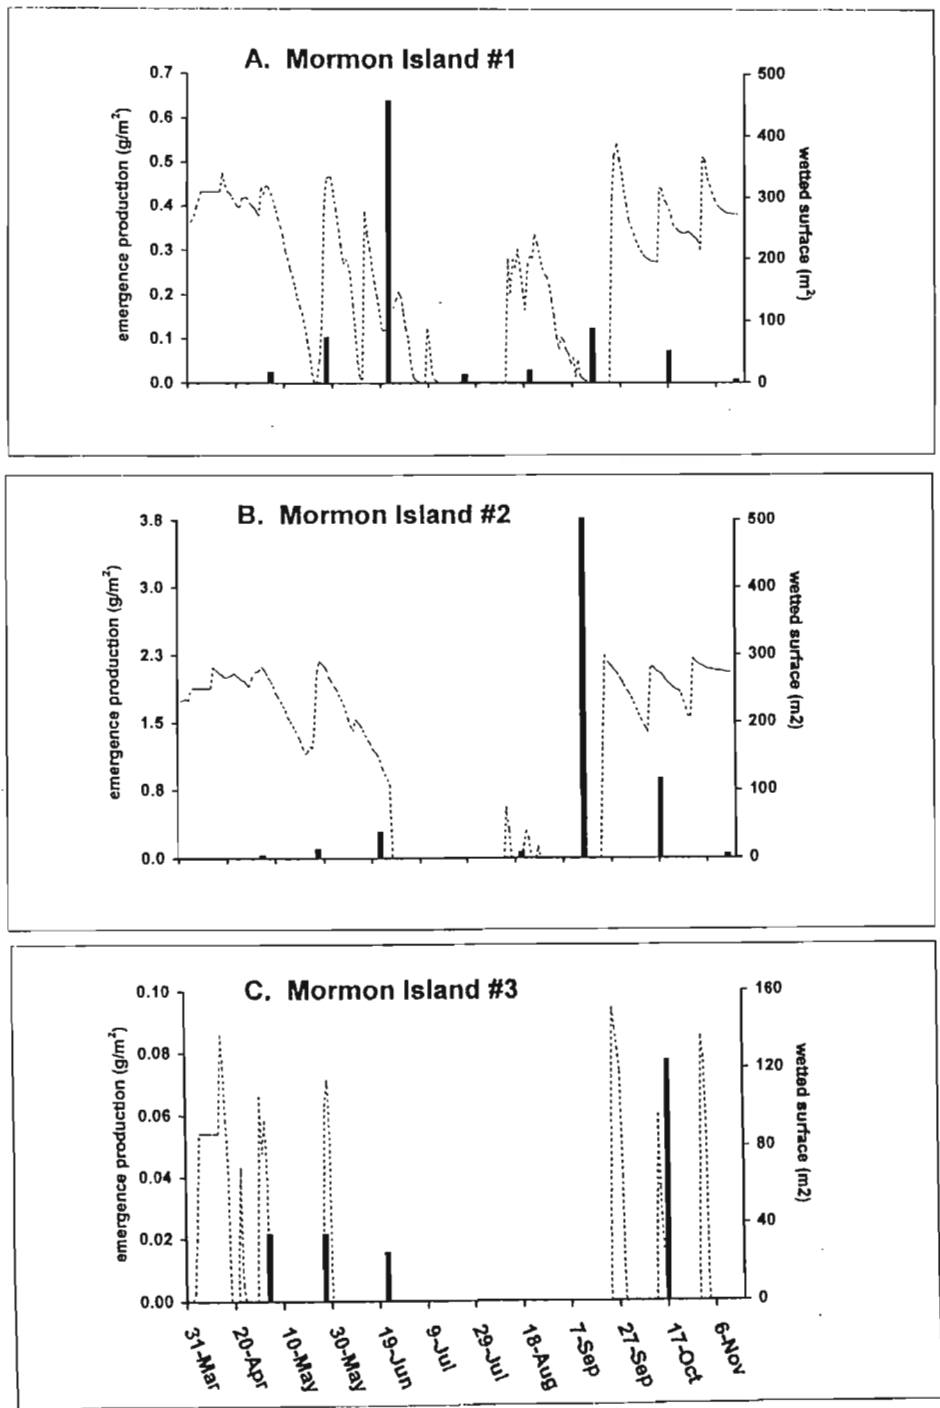 A. Mormon Island #1
0.7
0.6
0.5
0.4
0.3
0.2
0.1
0.0
emergence production (g/m²)
500
400
300
200
100
0
wetted surface (m²)
B. Mormon Island #2
3.8
3.0
2.3
1.5
0.8
0.0
emergence production (g/m²)
500
400
300
200
100
0
wetted surface (m2)
C. Mormon Island #3
0.10
0.08
0.06
0.04
0.02
0.00
emergence production (g/m²)
160
120
80
40
0
wetted surface (m2)
31-Mar
20-Apr
10-May
30-May
19-Jun
9-Jul
29-Jul
18-Aug
7-Sep
27-Sep
17-Oct
6-Nov